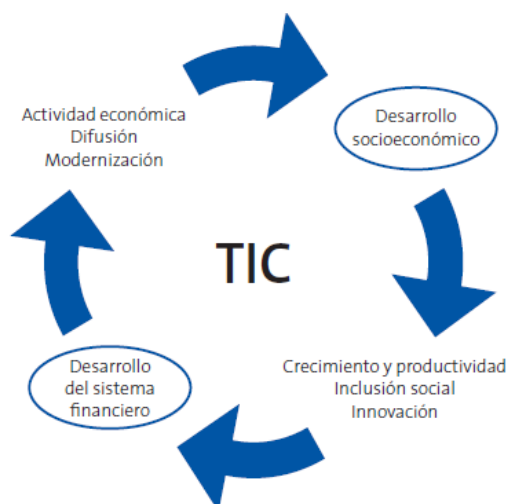 Actividad económica
Difusión
Modernización
Desarrollo
socioeconómico
TIC
Desarrollo
del sistema
financiero
Crecimiento y productividad
Inclusión social
Innovación